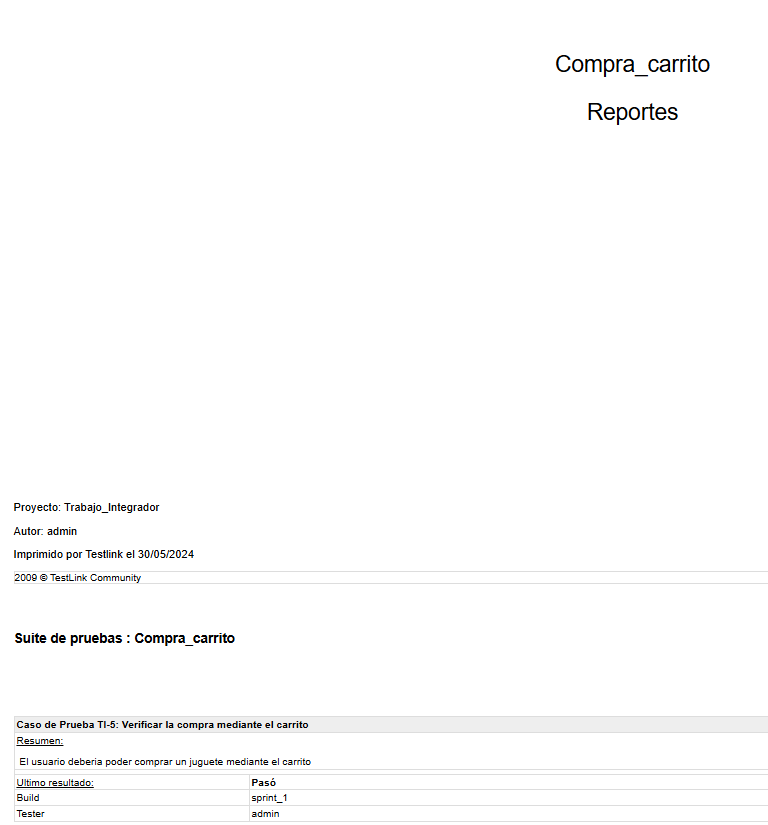 Compra_carrito
Reportes
Proyecto: Trabajo_Integrador
Autor: admin
Imprimido por Testlink el 30/05/2024
2009 © TestLink Community
Suite de pruebas : Compra_carrito
Caso de Prueba TI-5: Verificar la compra mediante el carrito
Resumen:
El usuario deberia poder comprar un juguete mediante el carrito
Ultimo resultado: Pasó
Build sprint_1
Tester admin